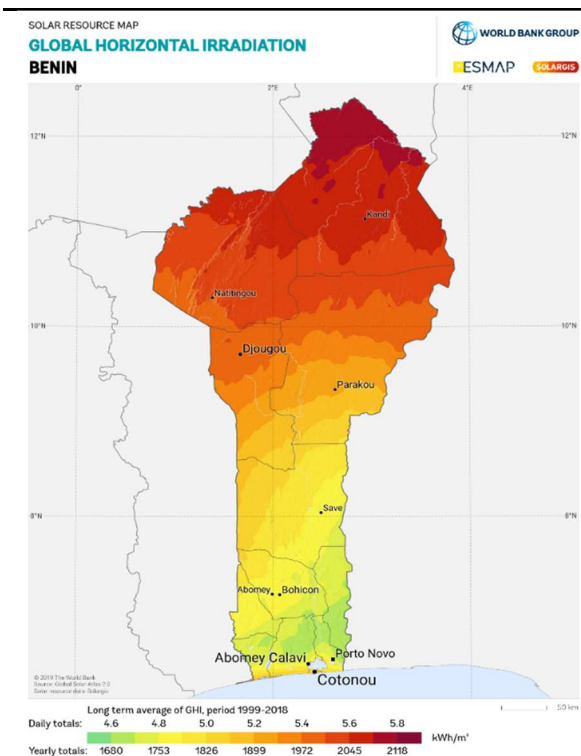 SOLAR RESOURCE MAP
GLOBAL HORIZONTAL IRRADIATION
BENIN
WORLD BANK GROUP
ESMAP
SOLARGIS
0°
2°E
4°E
12°N
12°N
Kandi
Natitingou
10°N
10°N
Djougou
Parakou
8°N
8°N
Save
Abomey
Bohicon
Abomey Calavi
Porto Novo
Cotonou
© 2019 The World Bank
Source: Global Solar Atlas 2.0
Solar resource data: Solargis
50 km
Long term average of GHI, period 1999-2018
Daily totals: 4.6 4.8 5.0 5.2 5.4 5.6 5.8
kWh/m²
Yearly totals: 1680 1753 1826 1899 1972 2045 2118